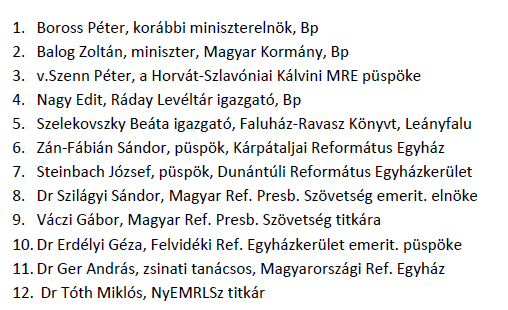 1. Boross Péter, korábbi miniszterelnök, Bp
2. Balog Zoltán, miniszter, Magyar Kormány, Bp
3. v.Szenn Péter, a Horvát-Szlavóniai Kálvini MRE püspöke
4. Nagy Edit, Ráday Levéltár igazgató, Bp
5. Szelekovszky Beáta igazgató, Faluház-Ravasz Könyvt, Leányfalu
6. Zán-Fábián Sándor, püspök, Kárpátaljai Református Egyház
7. Steinbach József, püspök, Dunántúli Református Egyházkerület
8. Dr Szilágyi Sándor, Magyar Ref. Presb. Szövetség emerit. elnöke
9. Váczi Gábor, Magyar Ref. Presb. Szövetség titkára
10. Dr Erdélyi Géza, Felvidéki Ref. Egyházkerület emerit. püspöke
11. Dr Ger András, zsinati tanácsos, Magyarországi Ref. Egyház
12. Dr Tóth Miklós, NyEMRLSz titkár